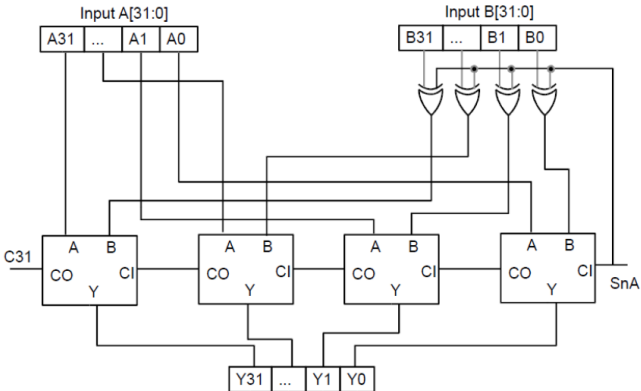 Input A[31:0] Input B[31:0]
A31 ... A1 A0 B31 ... B1 B0
A B A B A B A B
C31 CO CI CO CI CO CI CO CI SnA
Y Y Y Y
Y31 ... Y1 Y0